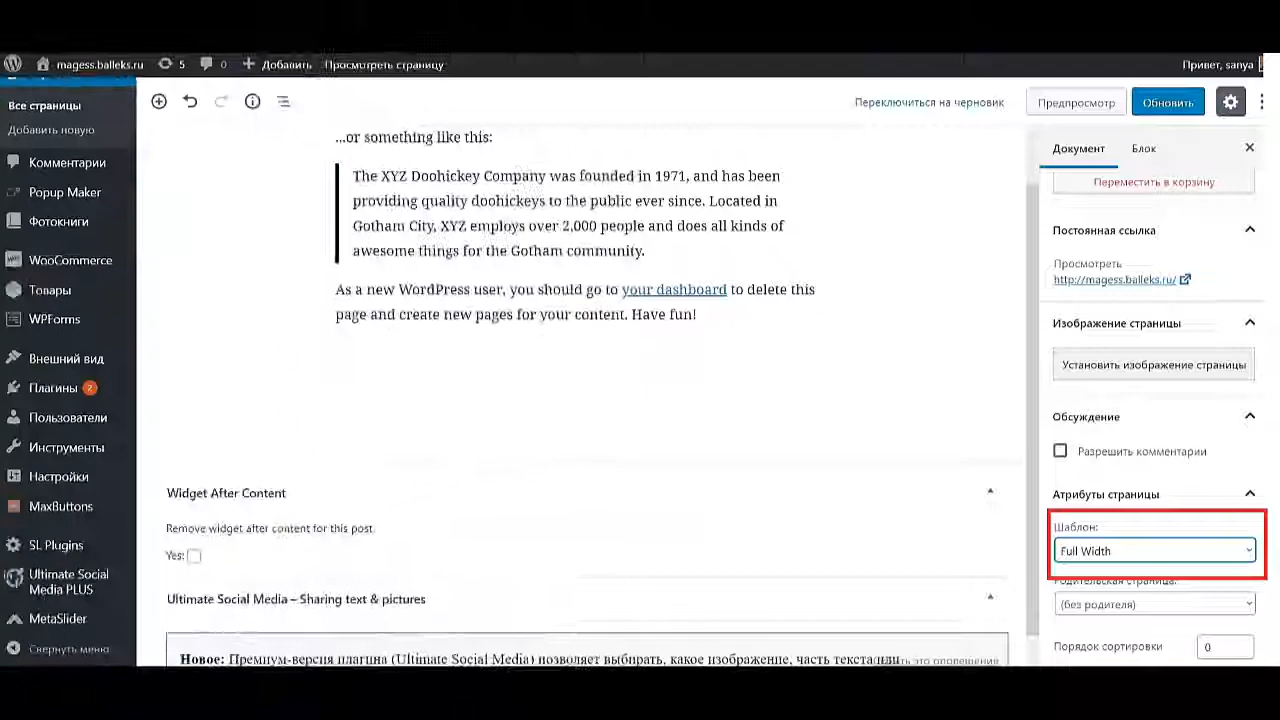 magess.balleks.ru 5 0 Добавить Просмотреть страницу Привет, sanya
Все страницы
Добавить новую
Комментарии
Popup Maker
Фотокниги
WooCommerce
Товары
WPForms
Внешний вид
Плагины 2
Пользователи
Инструменты
Настройки
MaxButtons
SL Plugins
Ultimate Social
Media PLUS
MetaSlider
Свернуть меню
Переключиться на черновик Предпросмотр Обновить
...or something like this:
The XYZ Doohickey Company was founded in 1971, and has been
providing quality doohickeys to the public ever since. Located in
Gotham City, XYZ employs over 2,000 people and does all kinds of
awesome things for the Gotham community.
As a new WordPress user, you should go to your dashboard to delete this
page and create new pages for your content. Have fun!
Widget After Content
Remove widget after content for this post
Yes:
Ultimate Social Media – Sharing text & pictures
Новое: Премиум-версия плагина (Ultimate Social Media) позволяет выбирать, какое изображение, часть текста или
Документ Блок
Переместить в корзину
Постоянная ссылка
Просмотреть
http://magess.balleks.ru/
Изображение страницы
Установить изображение страницы
Обсуждение
Разрешить комментарии
Атрибуты страницы
Шаблон:
Full Width
Родительская страница:
(без родителя)
Порядок сортировки 0